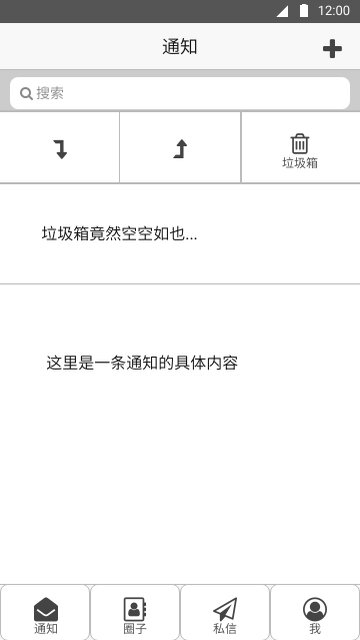 12:00
通知
搜索
垃圾箱
垃圾箱竟然空空如也...
这里是一条通知的具体内容
通知
圈子
私信
我